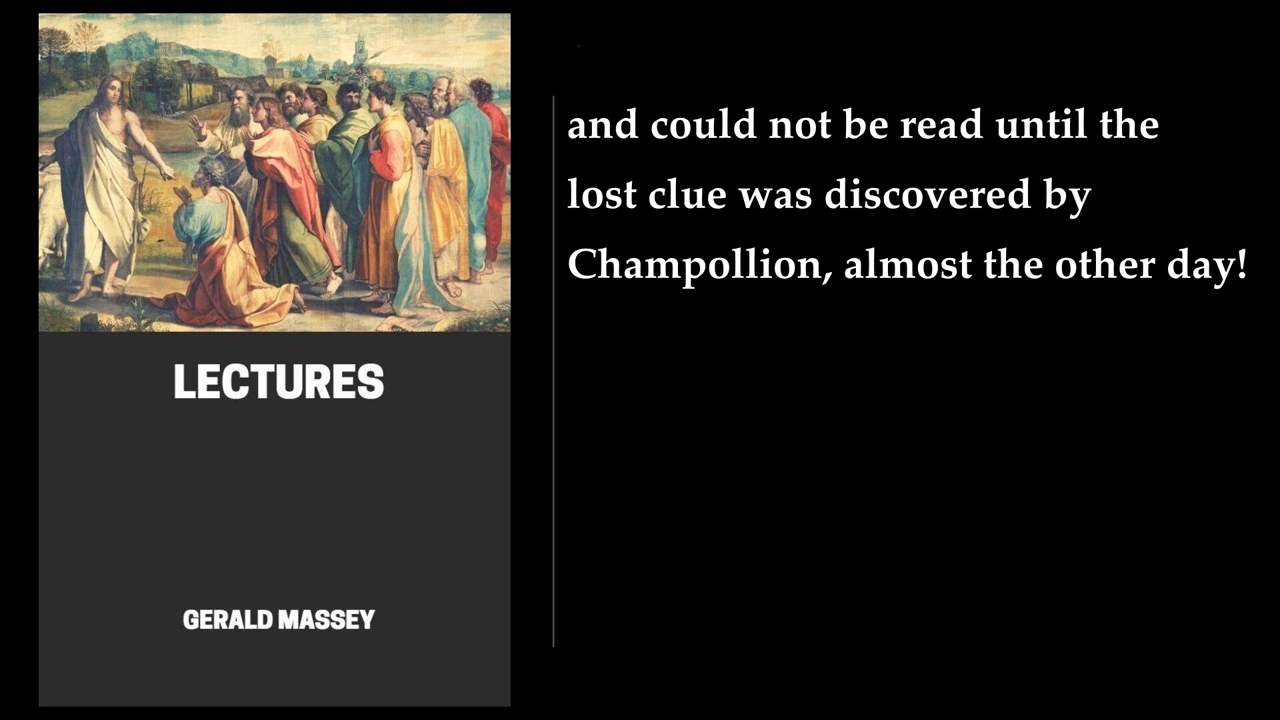 LECTURES
GERALD MASSEY
and could not be read until the
lost clue was discovered by
Champollion, almost the other day!